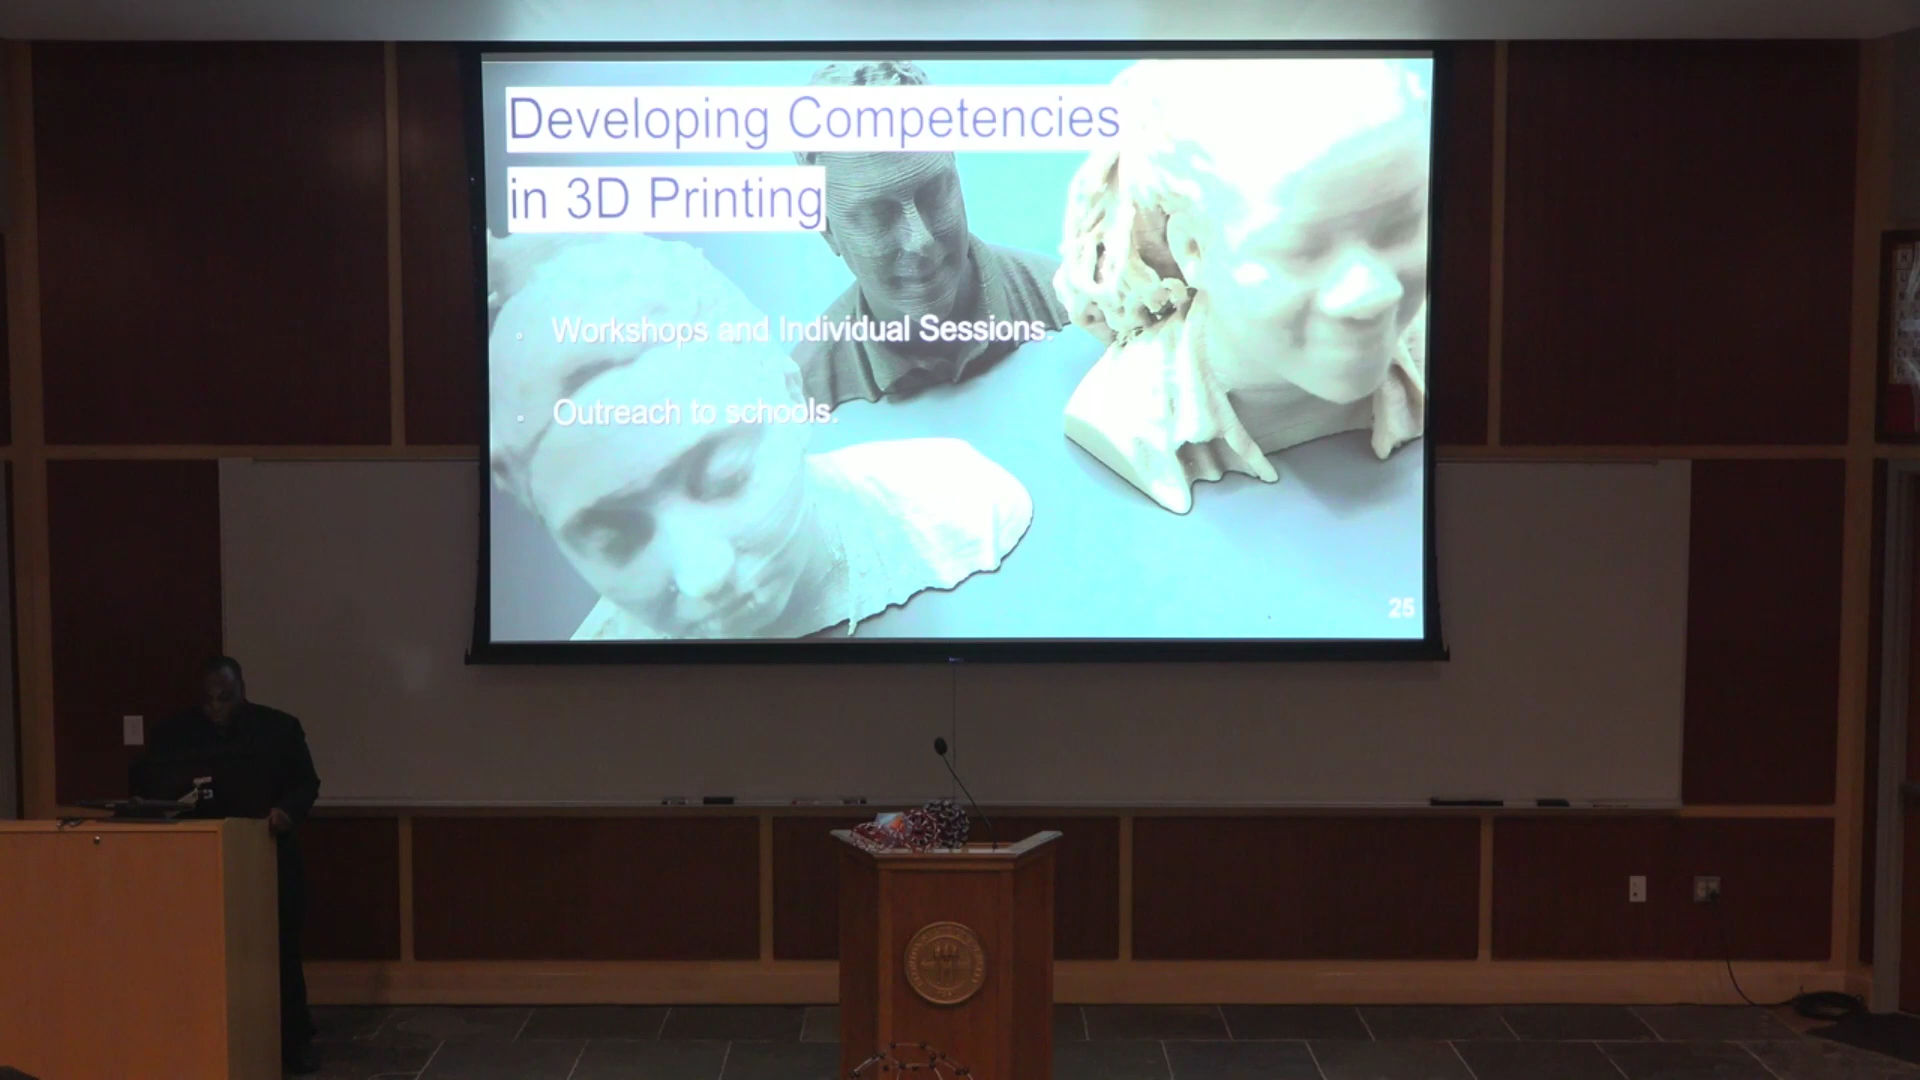 Developing Competencies
in 3D Printing
Workshops and Individual Sessions.
Outreach to schools.
25